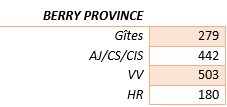 BERRY PROVINCE
Gîtes 279
AJ/CS/CIS 442
VV 503
HR 180